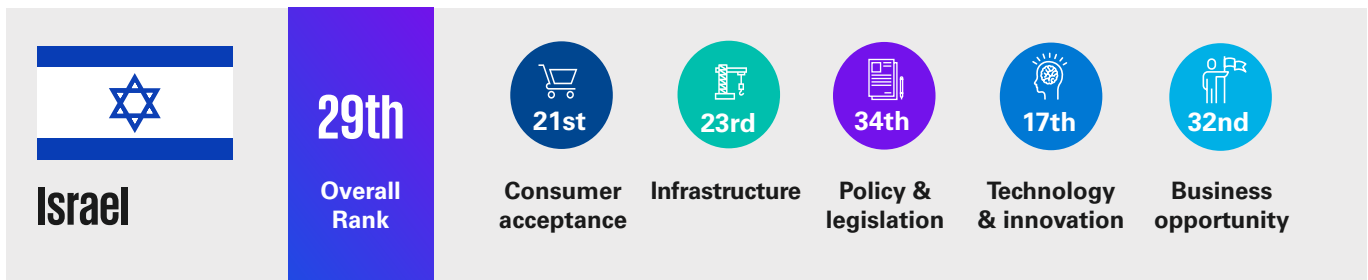 Israel
29th
Overall
Rank
21st
Consumer
acceptance
23rd
Infrastructure
34th
Policy &
legislation
17th
Technology
& innovation
32nd
Business
opportunity